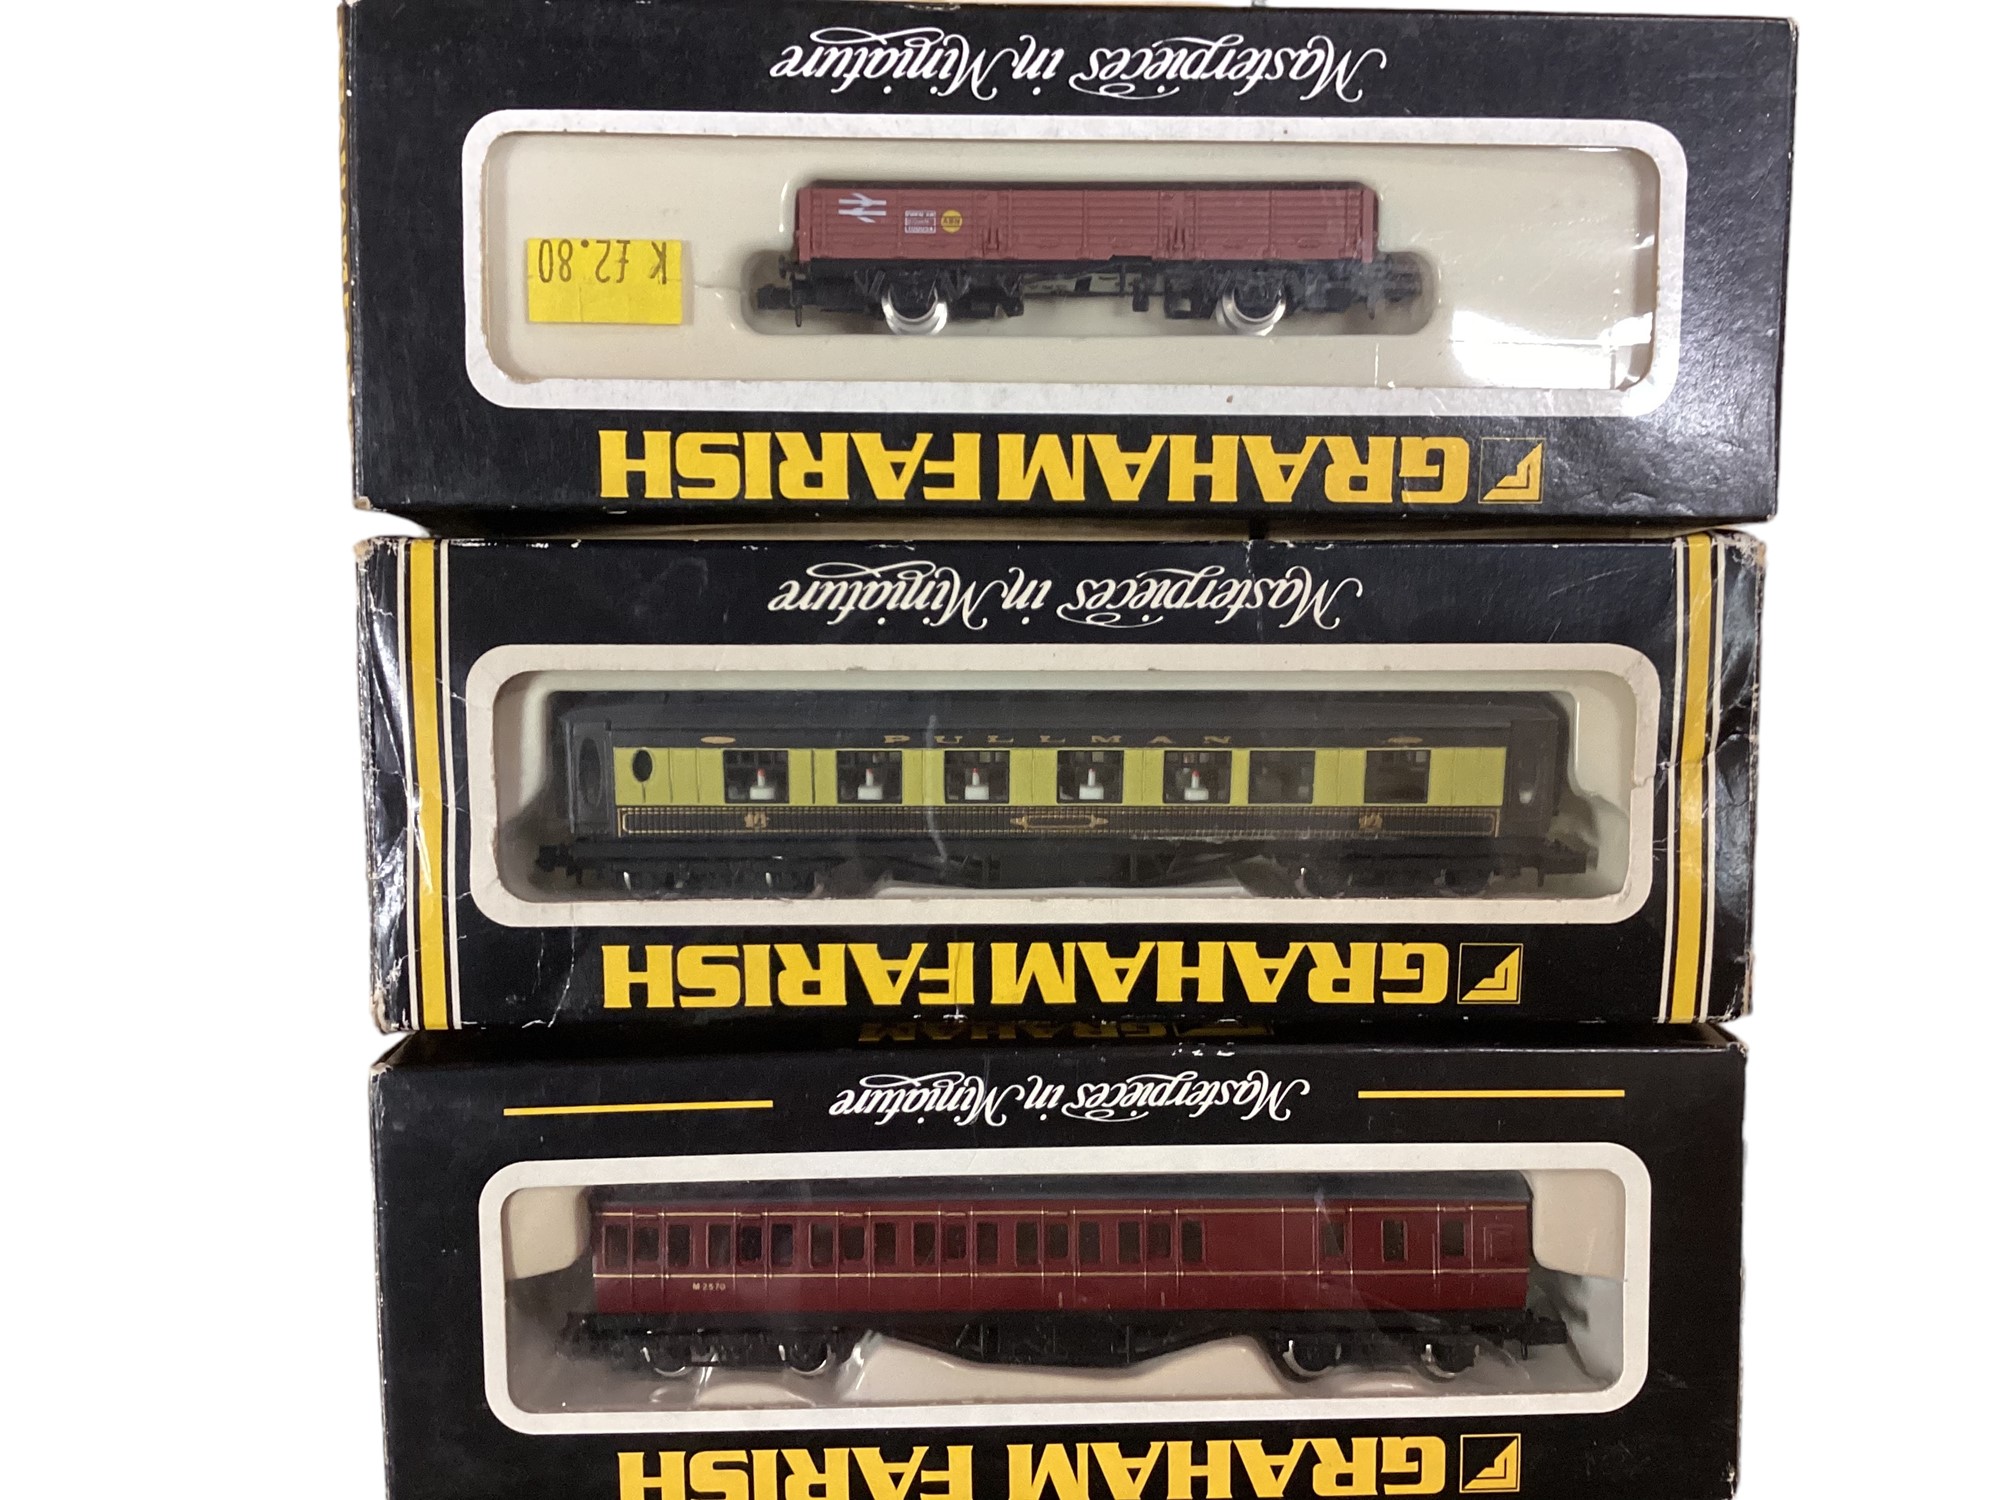 Masterpieces in Miniature
K £2.80
GRAHAM FARISH
Masterpieces in Miniature
PULLMAN
GRAHAM FARISH
GRAHAM
Masterpieces in Miniature
M 2570
GRAHAM FARISH